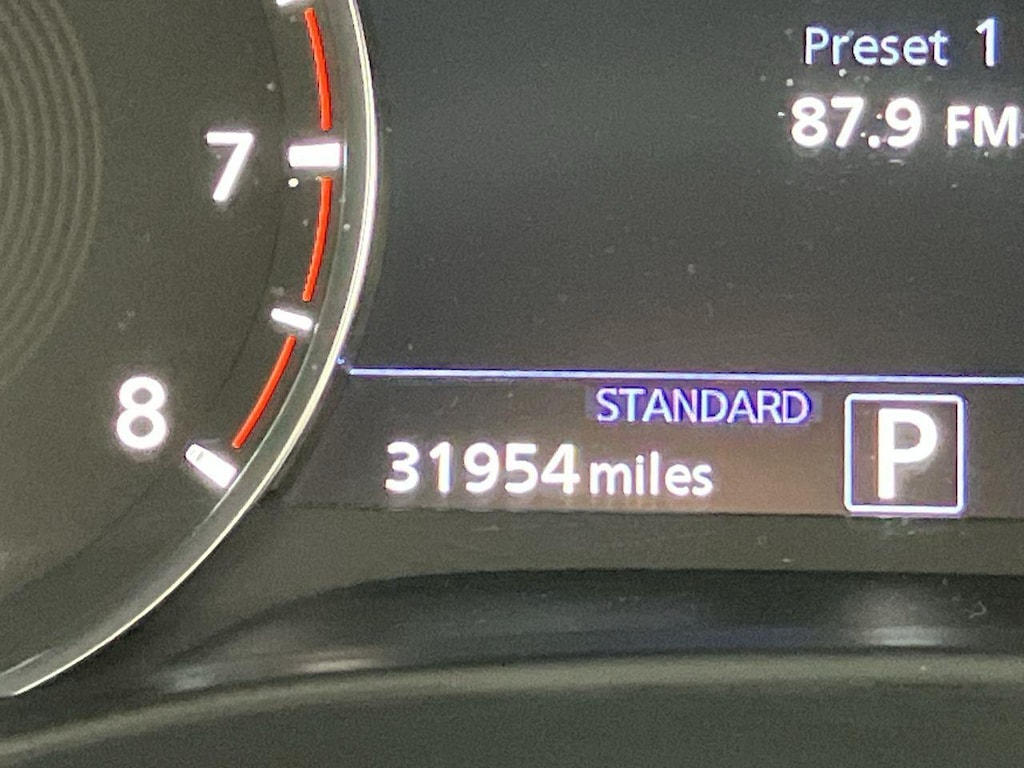 Preset 1
87.9 FM
7
8
STANDARD
31954 miles
P